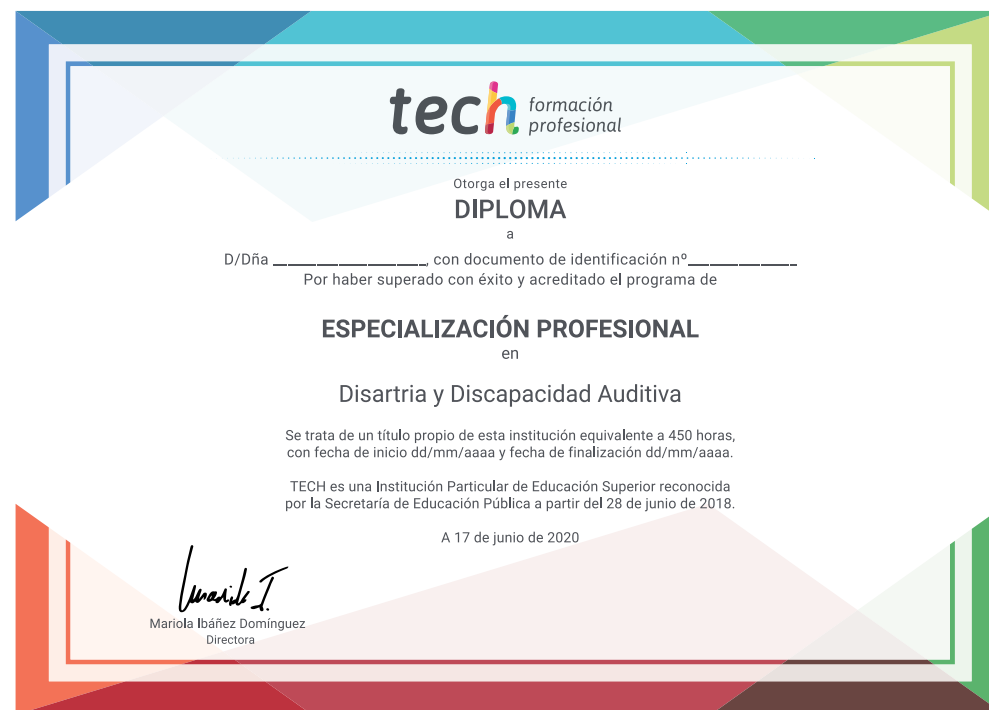 tech formación
profesional
Otorga el presente
DIPLOMA
a
D/Dña ______________________, con documento de identificación nº_______________
Por haber superado con éxito y acreditado el programa de
ESPECIALIZACIÓN PROFESIONAL
en
Disartria y Discapacidad Auditiva
Se trata de un título propio de esta institución equivalente a 450 horas,
con fecha de inicio dd/mm/aaaa y fecha de finalización dd/mm/aaaa.
TECH es una Institución Particular de Educación Superior reconocida
por la Secretaría de Educación Pública a partir del 28 de junio de 2018.
A 17 de junio de 2020
Mariola Ibáñez Domínguez
Directora